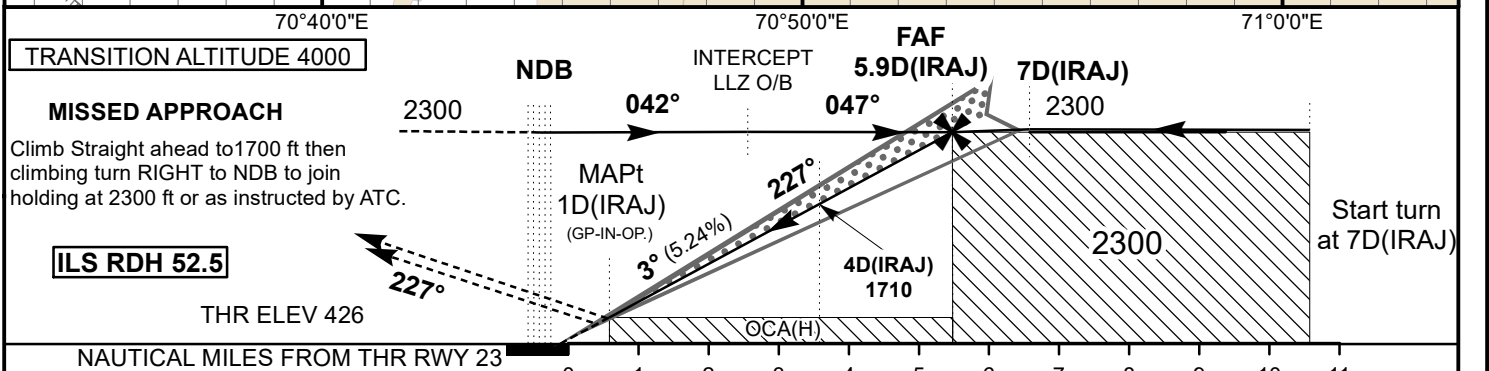 70°40'0"E
70°50'0"E
71°0'0"E
TRANSITION ALTITUDE 4000
MISSED APPROACH
Climb Straight ahead to1700 ft then
climbing turn RIGHT to NDB to join
holding at 2300 ft or as instructed by ATC.
ILS RDH 52.5
THR ELEV 426
NDB
2300
042°
INTERCEPT
LLZ O/B
047°
FAF
5.9D(IRAJ)
7D(IRAJ)
2300
MAPt
1D(IRAJ)
(GP-IN-OP.)
227°
3° (5.24%)
4D(IRAJ)
1710
2300
Start turn
at 7D(IRAJ)
227°
OCA(H)
NAUTICAL MILES FROM THR RWY 23
0 1 2 3 4 5 6 7 8 9 10 11